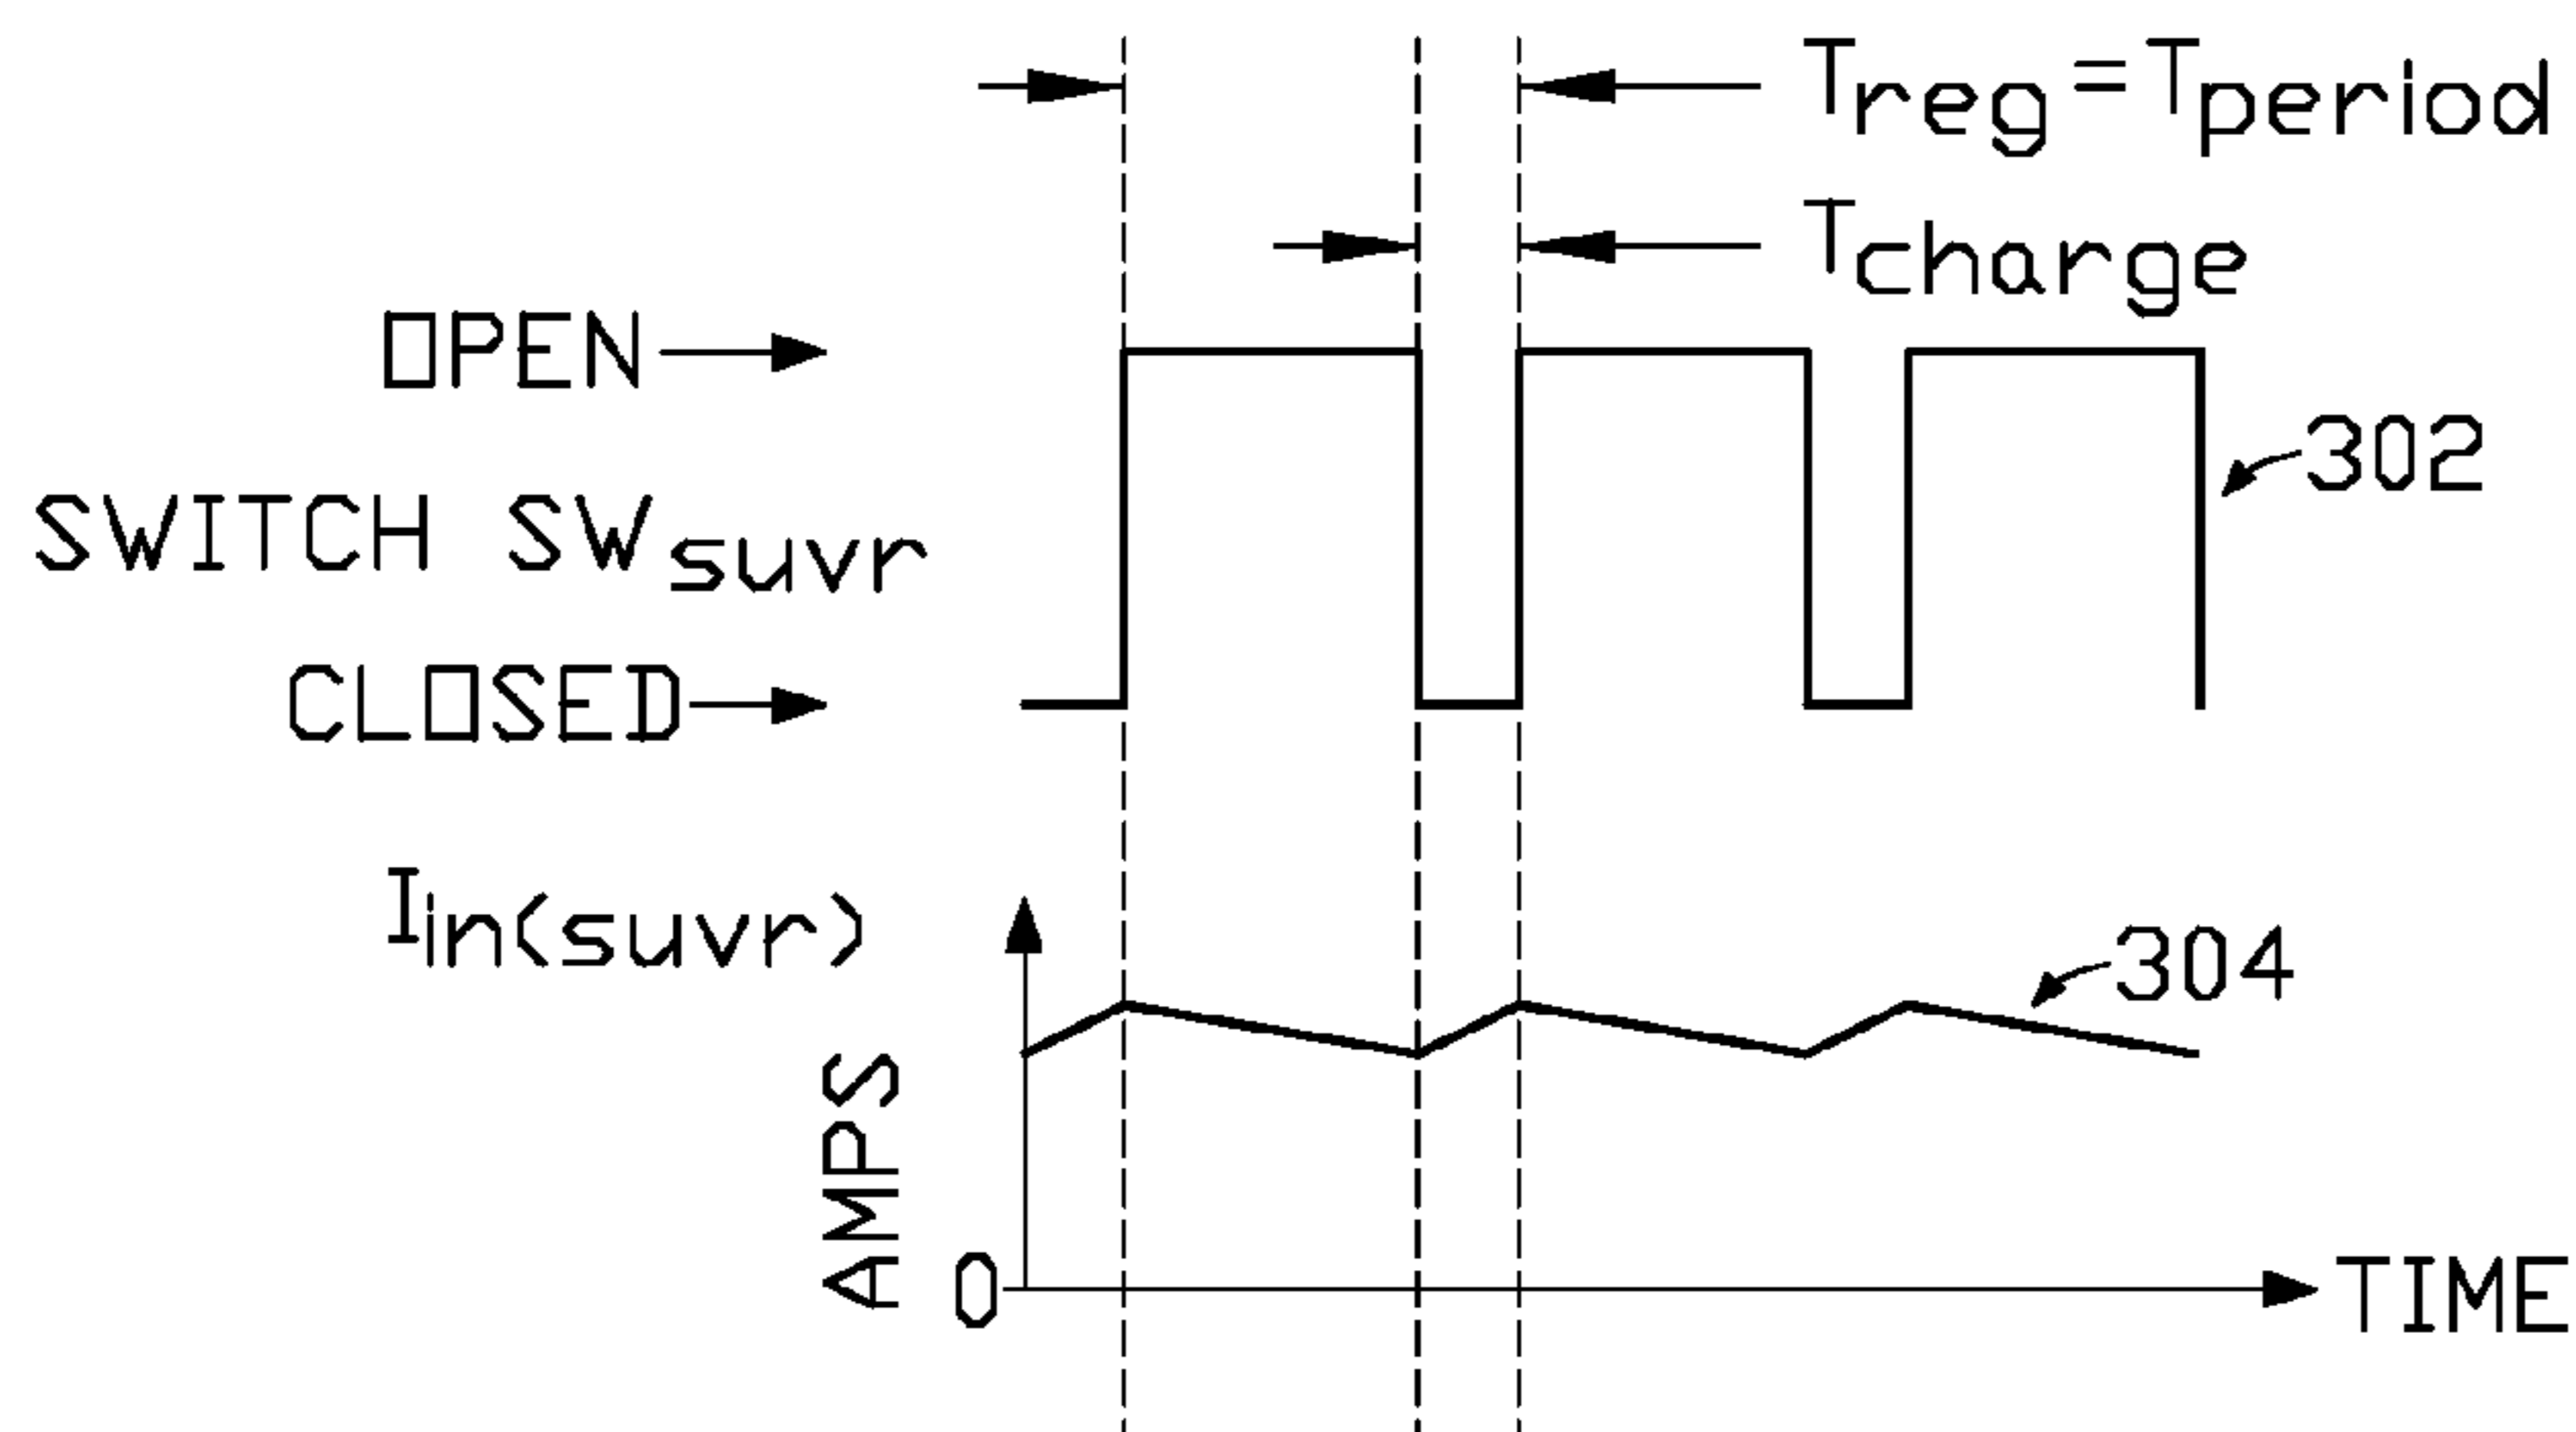 Treg=Tperiod
Tcharge
OPEN
302
SWITCH SWsuvr
CLOSED
Iin(suvr)
304
AMPS
0
TIME